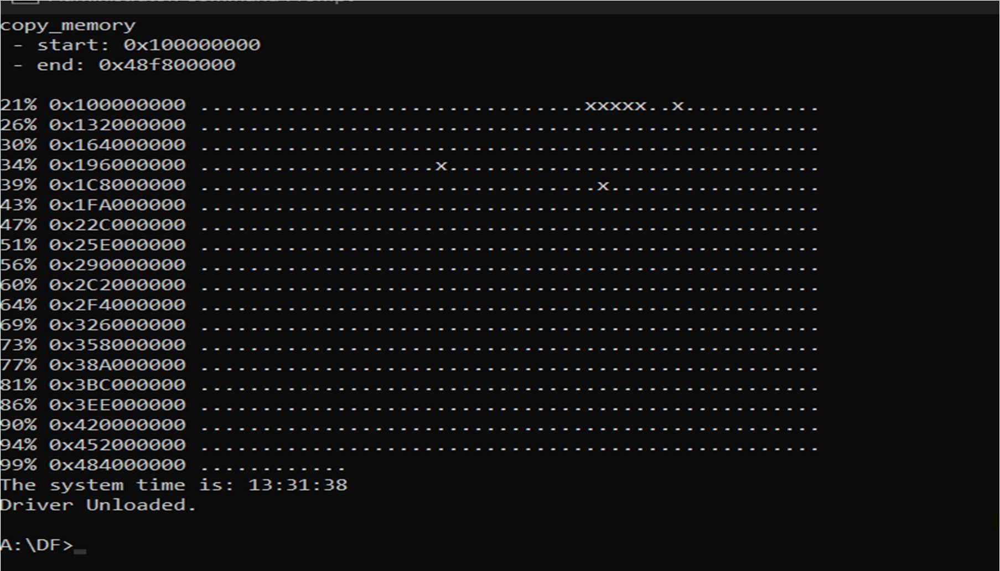 copy_memory
- start: 0x100000000
- end: 0x48f800000
21% 0x100000000 ...............................xxxxx..x...........
26% 0x132000000 ..................................................
30% 0x164000000 ..................................................
34% 0x196000000 ...................x..............................
39% 0x1C8000000 ................................x.................
43% 0x1FA000000 ..................................................
47% 0x22C000000 ..................................................
51% 0x25E000000 ..................................................
56% 0x290000000 ..................................................
60% 0x2C2000000 ..................................................
64% 0x2F4000000 ..................................................
69% 0x326000000 ..................................................
73% 0x358000000 ..................................................
77% 0x38A000000 ..................................................
81% 0x3BC000000 ..................................................
86% 0x3EE000000 ..................................................
90% 0x420000000 ..................................................
94% 0x452000000 ..................................................
99% 0x484000000 ............
The system time is: 13:31:38
Driver Unloaded.
A:\DF>_